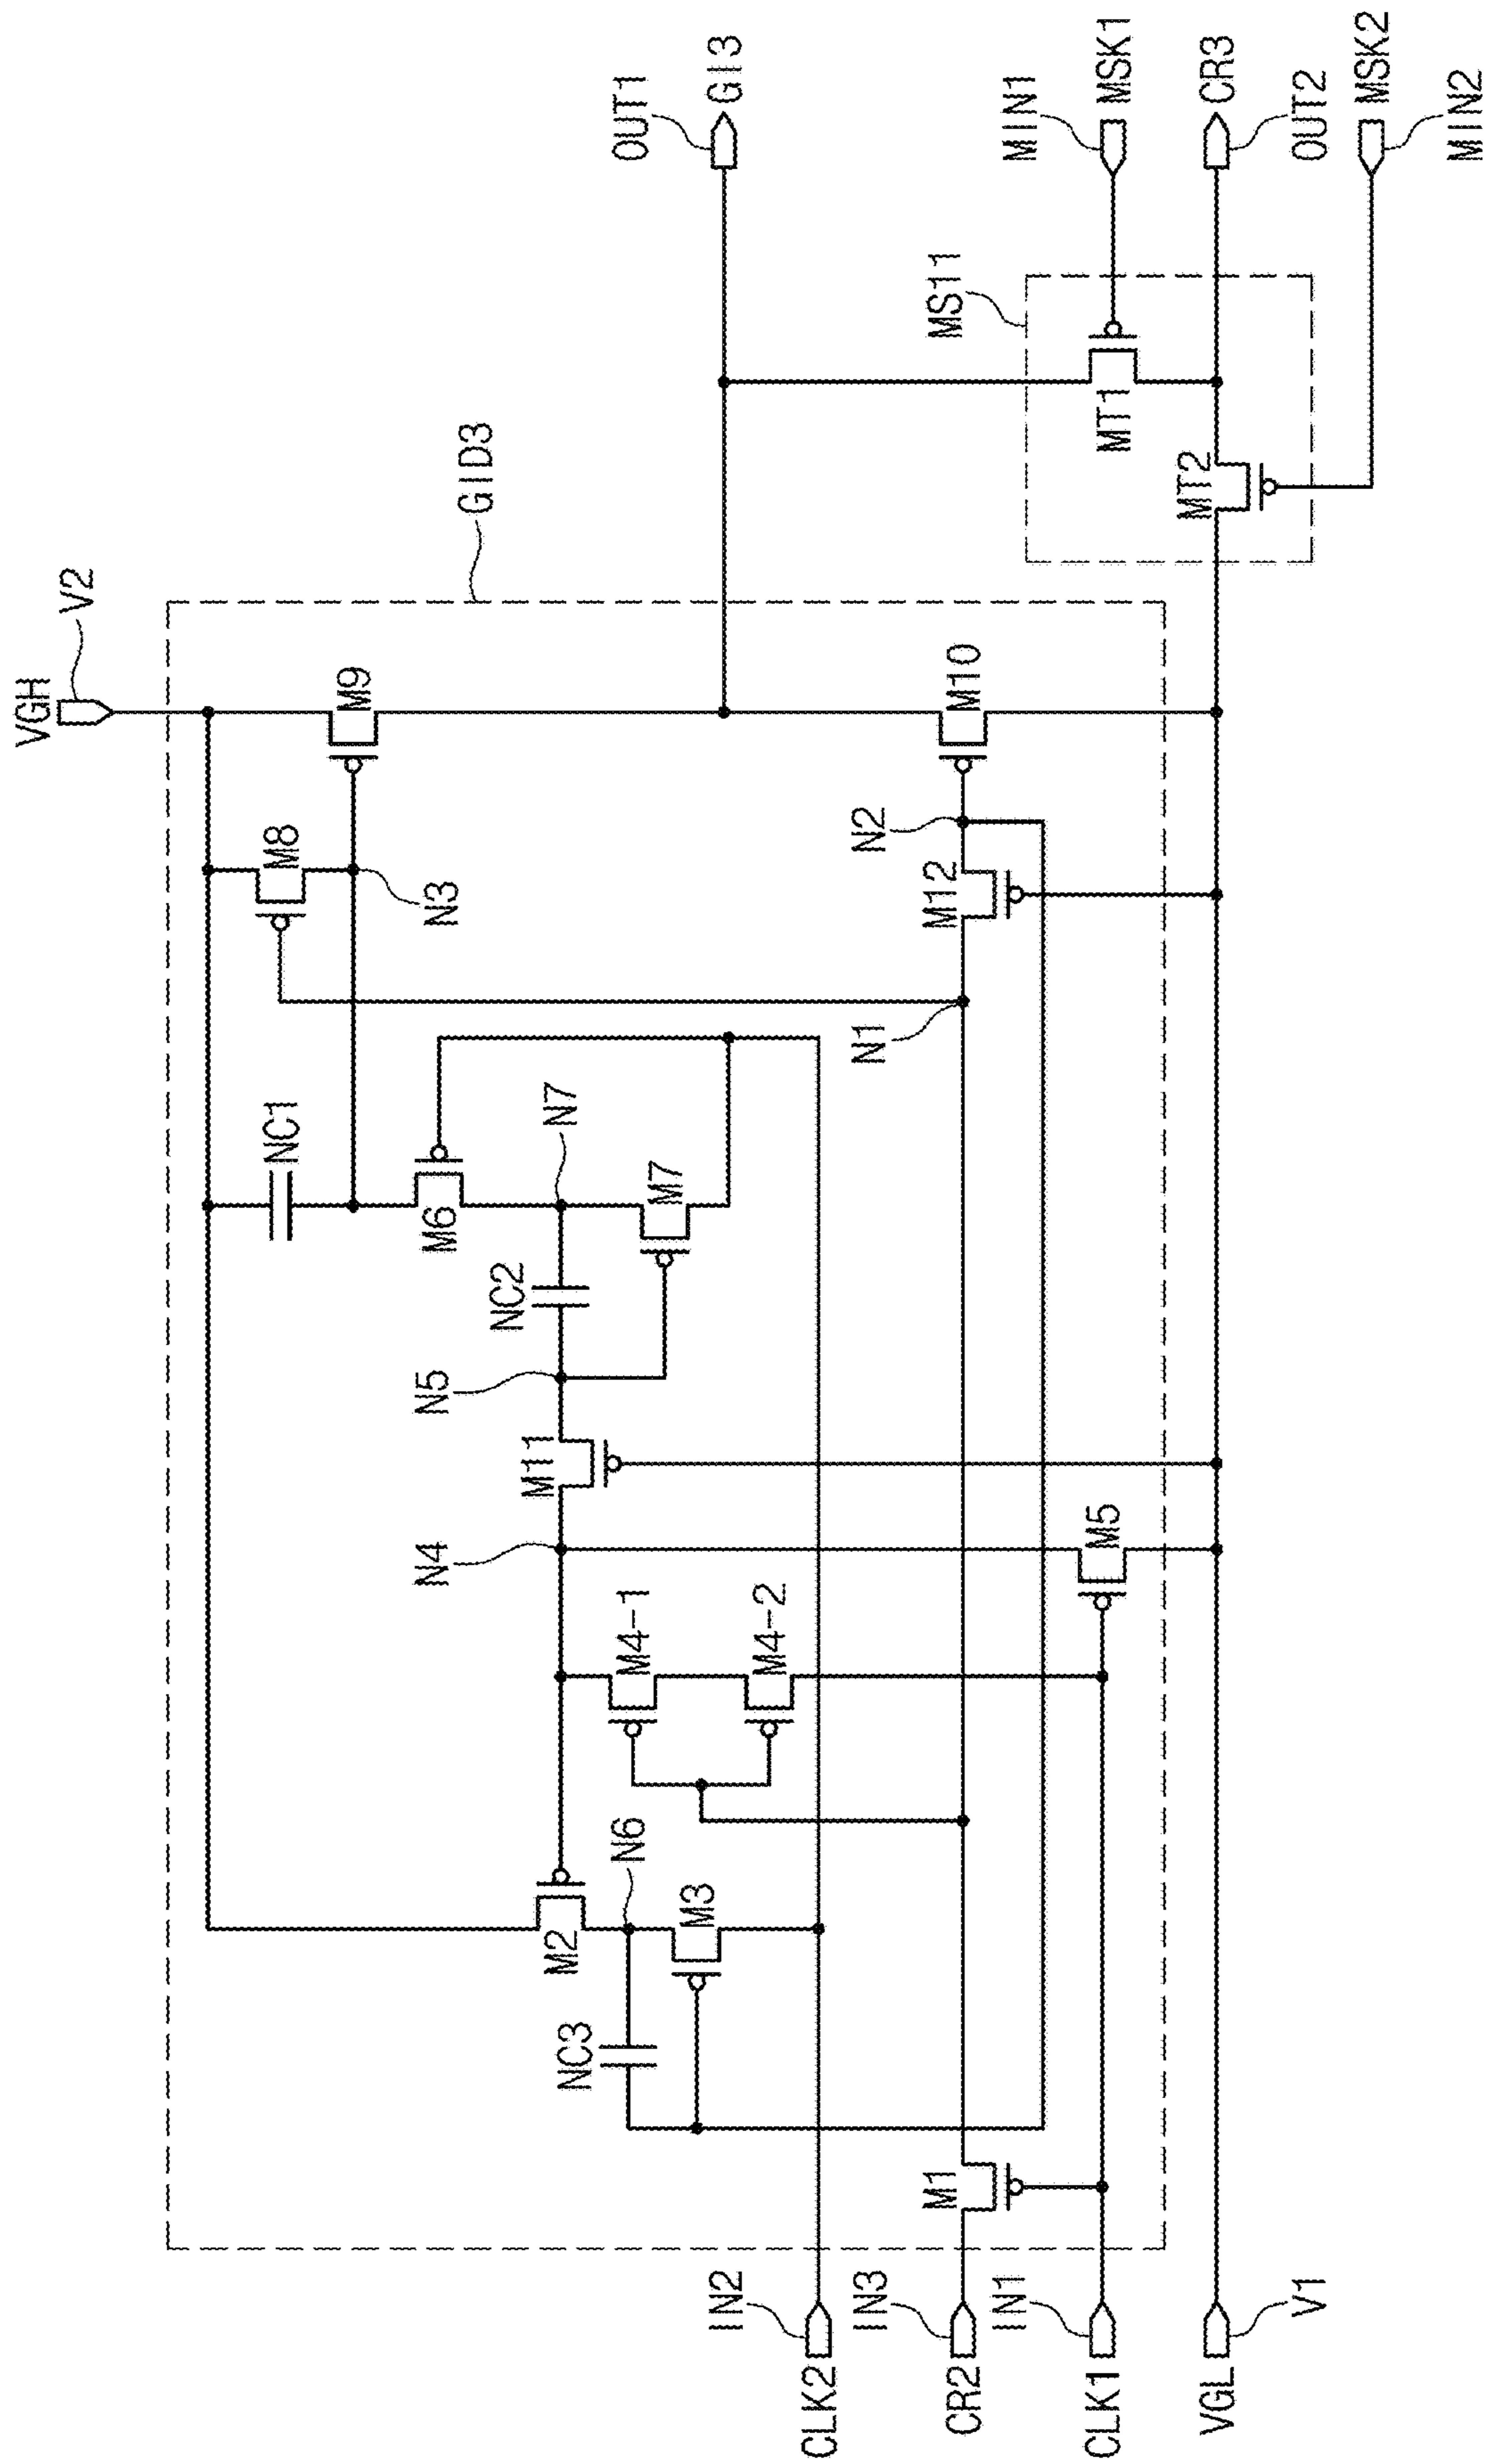 VGH
V2
GID3
M9
M8
N3
NC1
M6
N7
M7
NC2
N5
M11
N4
M4-1
M4-2
M2
N6
M3
NC3
N1
N2
M12
M10
M5
M1
OUT1
GI3
MS11
MT1
MT2
MIN1
MSK1
CR3
OUT2
MSK2
MIN2
IN2
CLK2
IN3
CR2
IN1
CLK1
VGL
V1